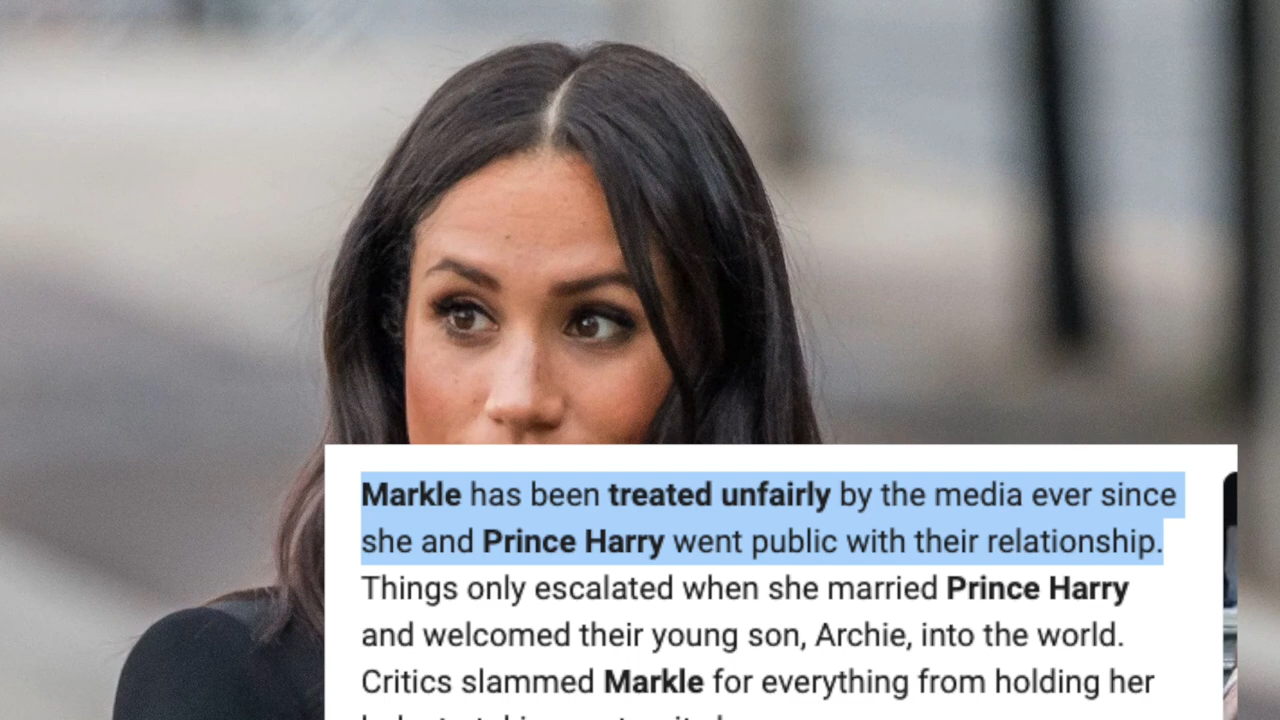 Markle has been treated unfairly by the media ever since
she and Prince Harry went public with their relationship.
Things only escalated when she married Prince Harry
and welcomed their young son, Archie, into the world.
Critics slammed Markle for everything from holding her